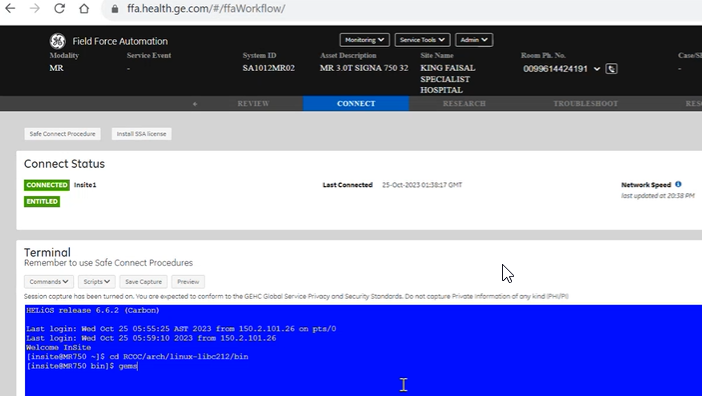 ffa.health.ge.com/#/ffaWorkflow/
Field Force Automation
Monitoring
Service Tools
Admin
Modality
Service Event
System ID
Asset Description
Site Name
Room Ph. No.
MR
-
SA1012MR02
MR 3.0T SIGNA 750 32
KING FAISAL
SPECIALIST
HOSPITAL
0099614424191
-
REVIEW
CONNECT
RESEARCH
TROUBLESHOOT
Safe Connect Procedure
Install SSA license
Connect Status
CONNECTED Insite1
Last Connected 25-Oct-2023 01:38:17 GMT
Network Speed
last updated at 20:38 PM
ENTITLED
Terminal
Remember to use Safe Connect Procedures
Commands
Scripts
Save Capture
Preview
Session capture has been turned on. You are expected to conform to the GEHC Global Service Privacy and Security Standards. Do not capture Private Information of any kind (PHI/PI)
HELiOS release 6.6.2 (Carbon)
Last login: Wed Oct 25 05:55:25 AST 2023 from 150.2.101.26 on pts/0
Last login: Wed Oct 25 05:59:10 2023 from 150.2.101.26
Welcome InSite
[insite@MR750 ~]$ cd RCOC/arch/linux-libc212/bin
[insite@MR750 bin]$ gems